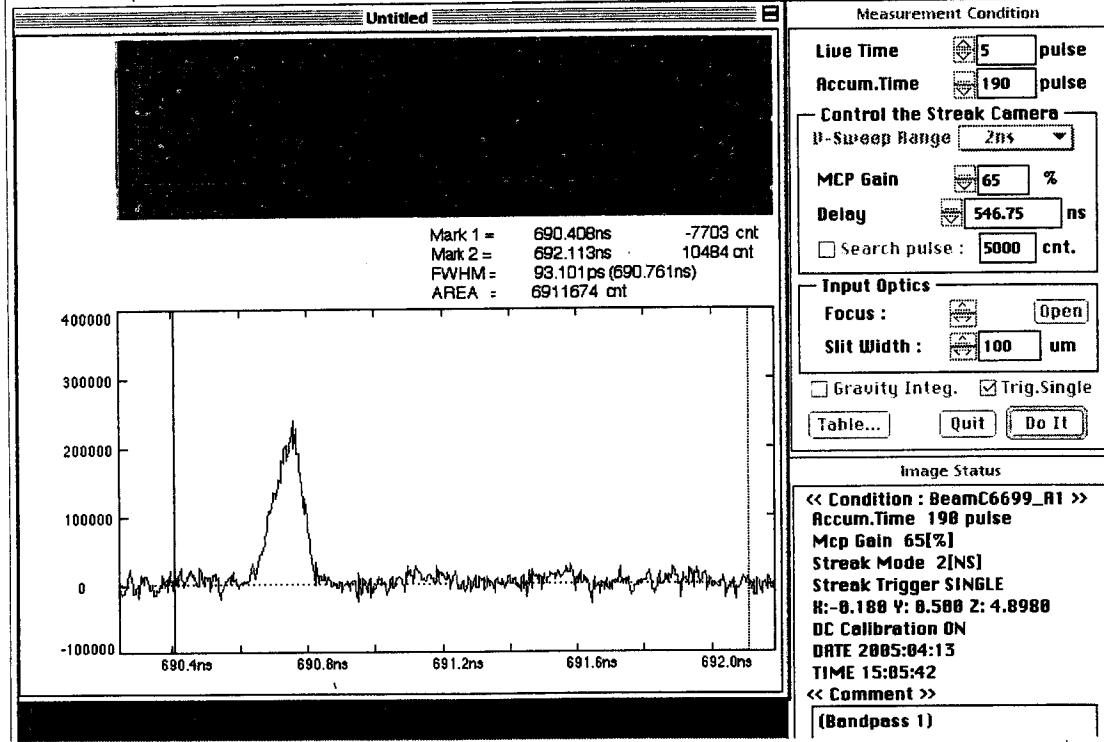 Untitled
Mark 1 = 690.408ns -7703 cnt
Mark 2 = 692.113ns 10484 cnt
FWHM = 93.101ps (690.761ns)
AREA = 6911674 cnt
400000
300000
200000
100000
0
-100000
690.4ns 690.8ns 691.2ns 691.6ns 692.0ns
Measurement Condition
Live Time 5 pulse
Accum.Time 190 pulse
Control the Streak Camera
V-Sweep Range 2ns
MCP Gain 65 %
Delay 546.75 ns
Search pulse : 5000 cnt.
Input Optics
Focus : Open
Slit Width : 100 um
Gravity Integ. Trig.Single
Table... Quit Do It
Image Status
<< Condition : BeamC6699_A1 >>
Accum.Time 190 pulse
Mcp Gain 65[%]
Streek Mode 2[NS]
Streek Trigger SINGLE
X:-0.180 Y: 0.500 Z: 4.8980
DC Calibration ON
DATE 2005:04:13
TIME 15:05:42
<< Comment >>
(Bandpass 1)